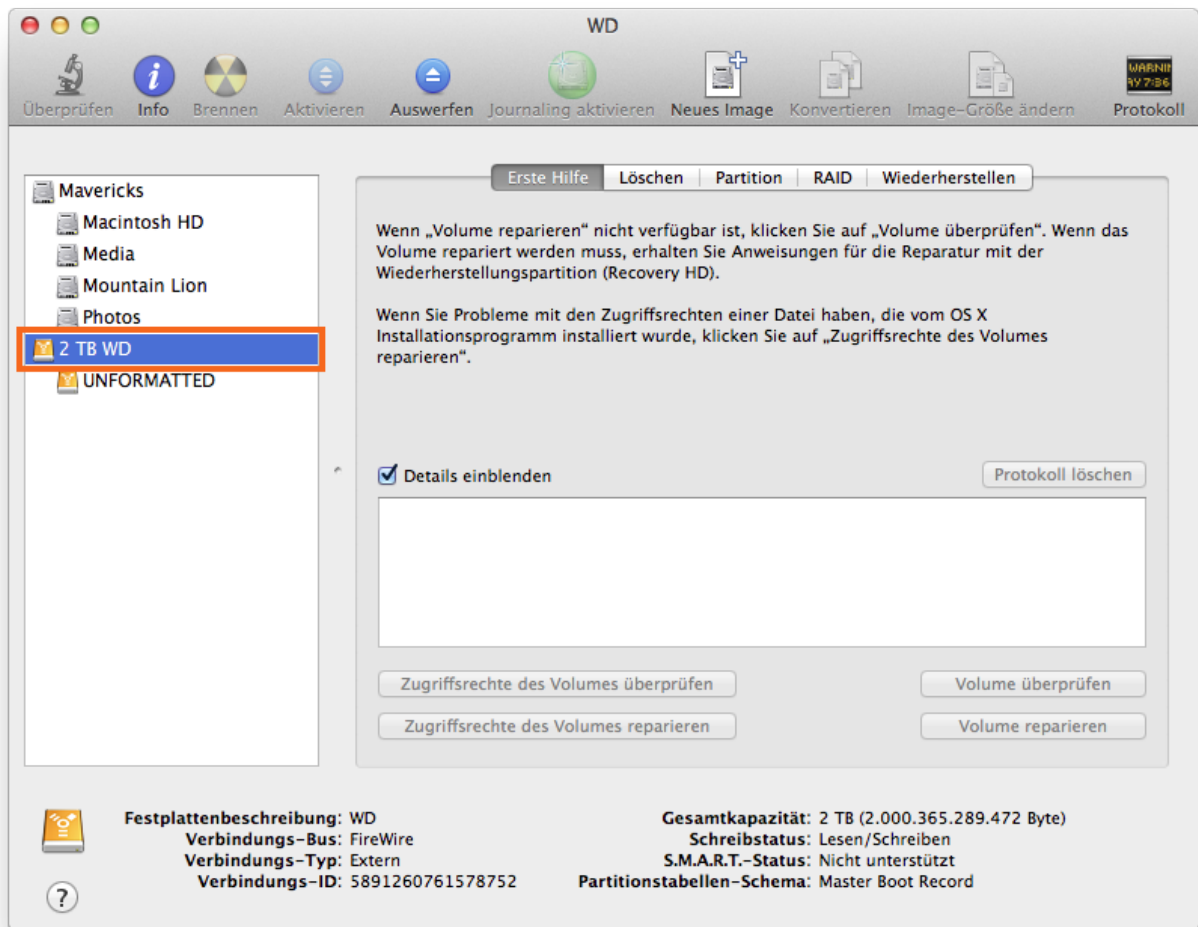 WD
Überprüfen Info Brennen Aktivieren Auswerfen Journaling aktivieren Neues Image Konvertieren Image-Größe ändern Protokoll
WARNIN
AY 7:36
Mavericks
Macintosh HD
Media
Mountain Lion
Photos
2 TB WD
UNFORMATTED
Erste Hilfe Löschen Partition RAID Wiederherstellen
Wenn „Volume reparieren“ nicht verfügbar ist, klicken Sie auf „Volume überprüfen“. Wenn das
Volume repariert werden muss, erhalten Sie Anweisungen für die Reparatur mit der
Wiederherstellungspartition (Recovery HD).
Wenn Sie Probleme mit den Zugriffsrechten einer Datei haben, die vom OS X
Installationsprogramm installiert wurde, klicken Sie auf „Zugriffsrechte des Volumes
reparieren“.
Details einblenden Protokoll löschen
Zugriffsrechte des Volumes überprüfen Volume überprüfen
Zugriffsrechte des Volumes reparieren Volume reparieren
Festplattenbeschreibung: WD
Verbindungs-Bus: FireWire
Verbindungs-Typ: Extern
Verbindungs-ID: 5891260761578752
Gesamtkapazität: 2 TB (2.000.365.289.472 Byte)
Schreibstatus: Lesen/Schreiben
S.M.A.R.T.-Status: Nicht unterstützt
Partitionstabellen-Schema: Master Boot Record
?